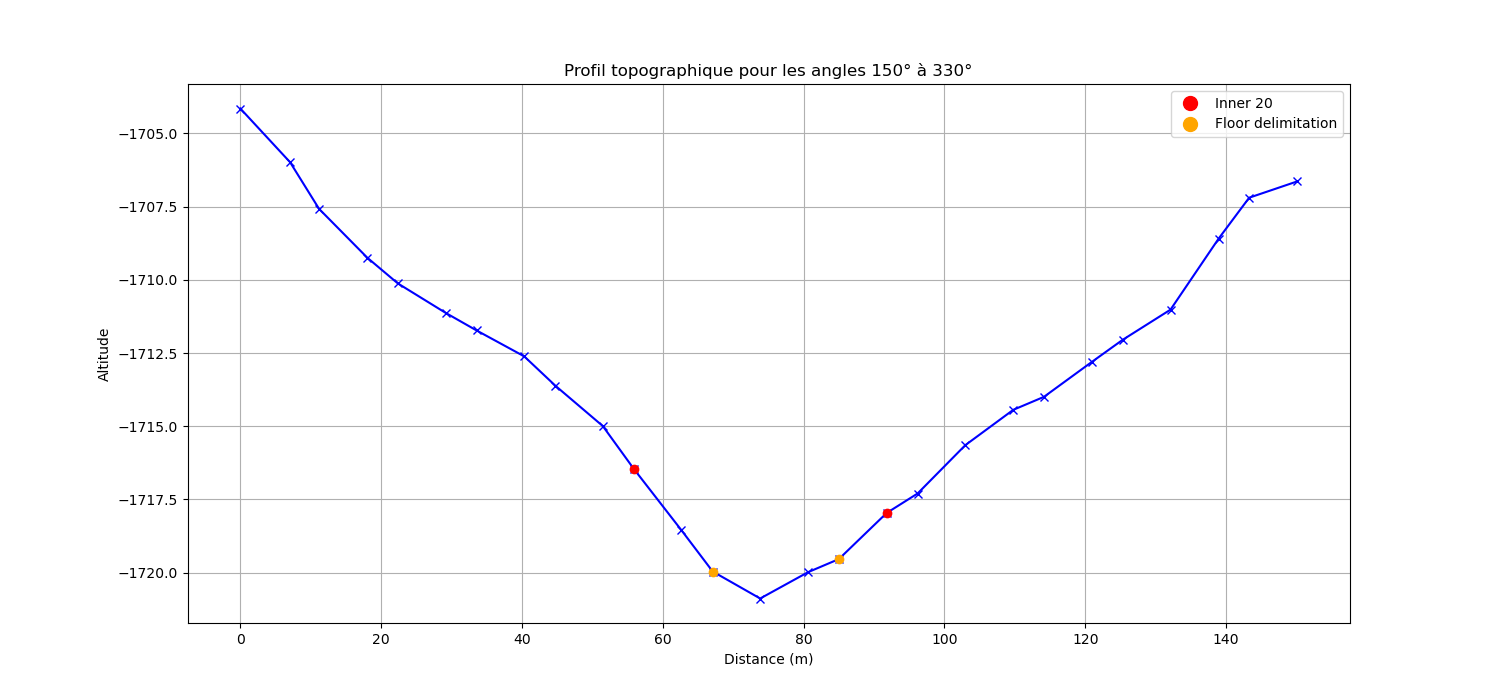 Profil topographique pour les angles 150° à 330°
Inner 20
Floor delimitation
−1705.0
−1707.5
−1710.0
−1712.5
−1715.0
−1717.5
−1720.0
Altitude
0 20 40 60 80 100 120 140
Distance (m)